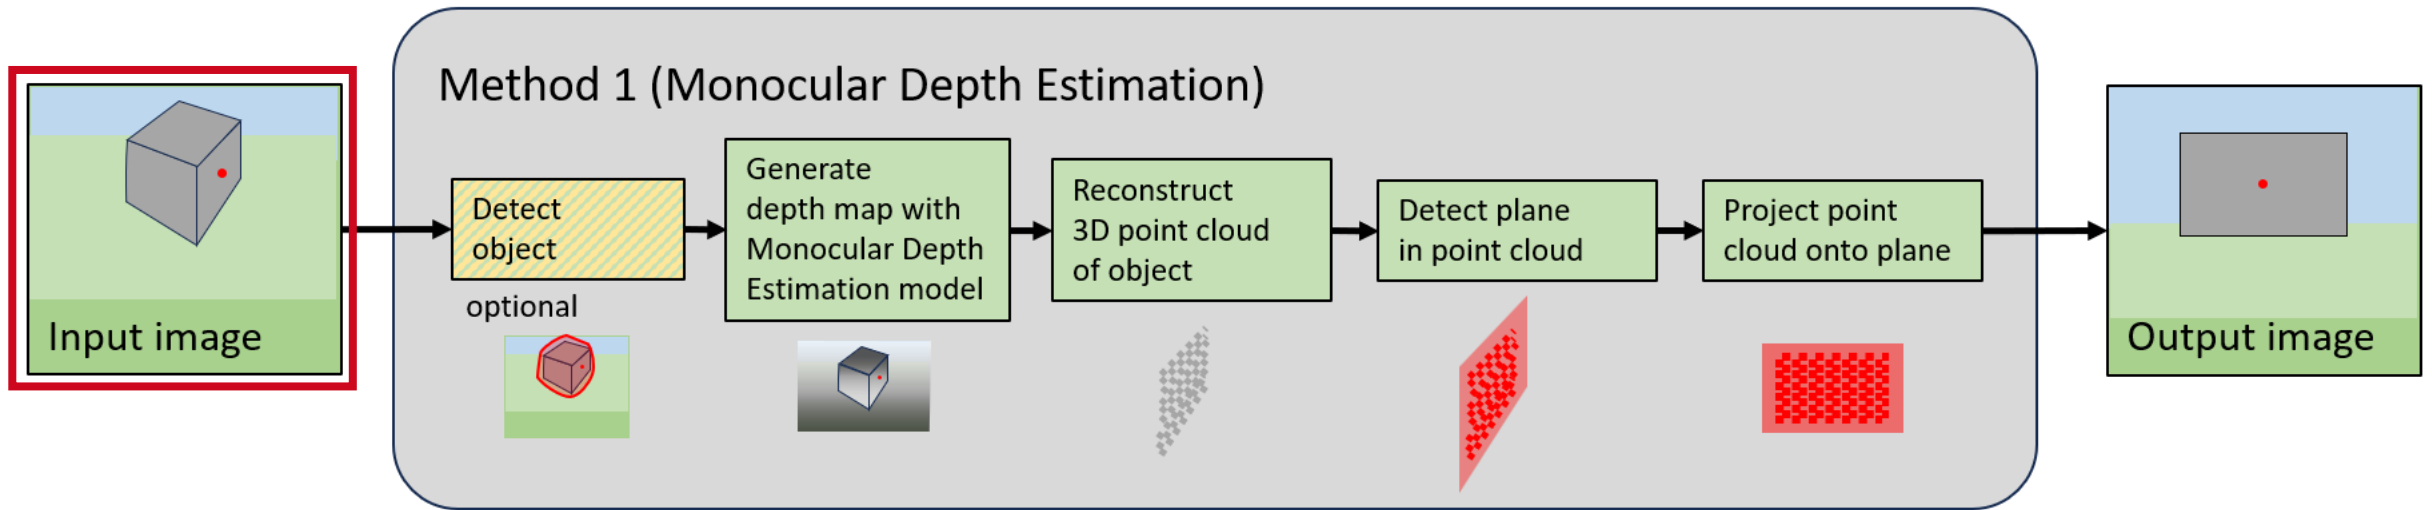 Method 1 (Monocular Depth Estimation)
Input image
Detect
object
optional
Generate
depth map with
Monocular Depth
Estimation model
Reconstruct
3D point cloud
of object
Detect plane
in point cloud
Project point
cloud onto plane
Output image